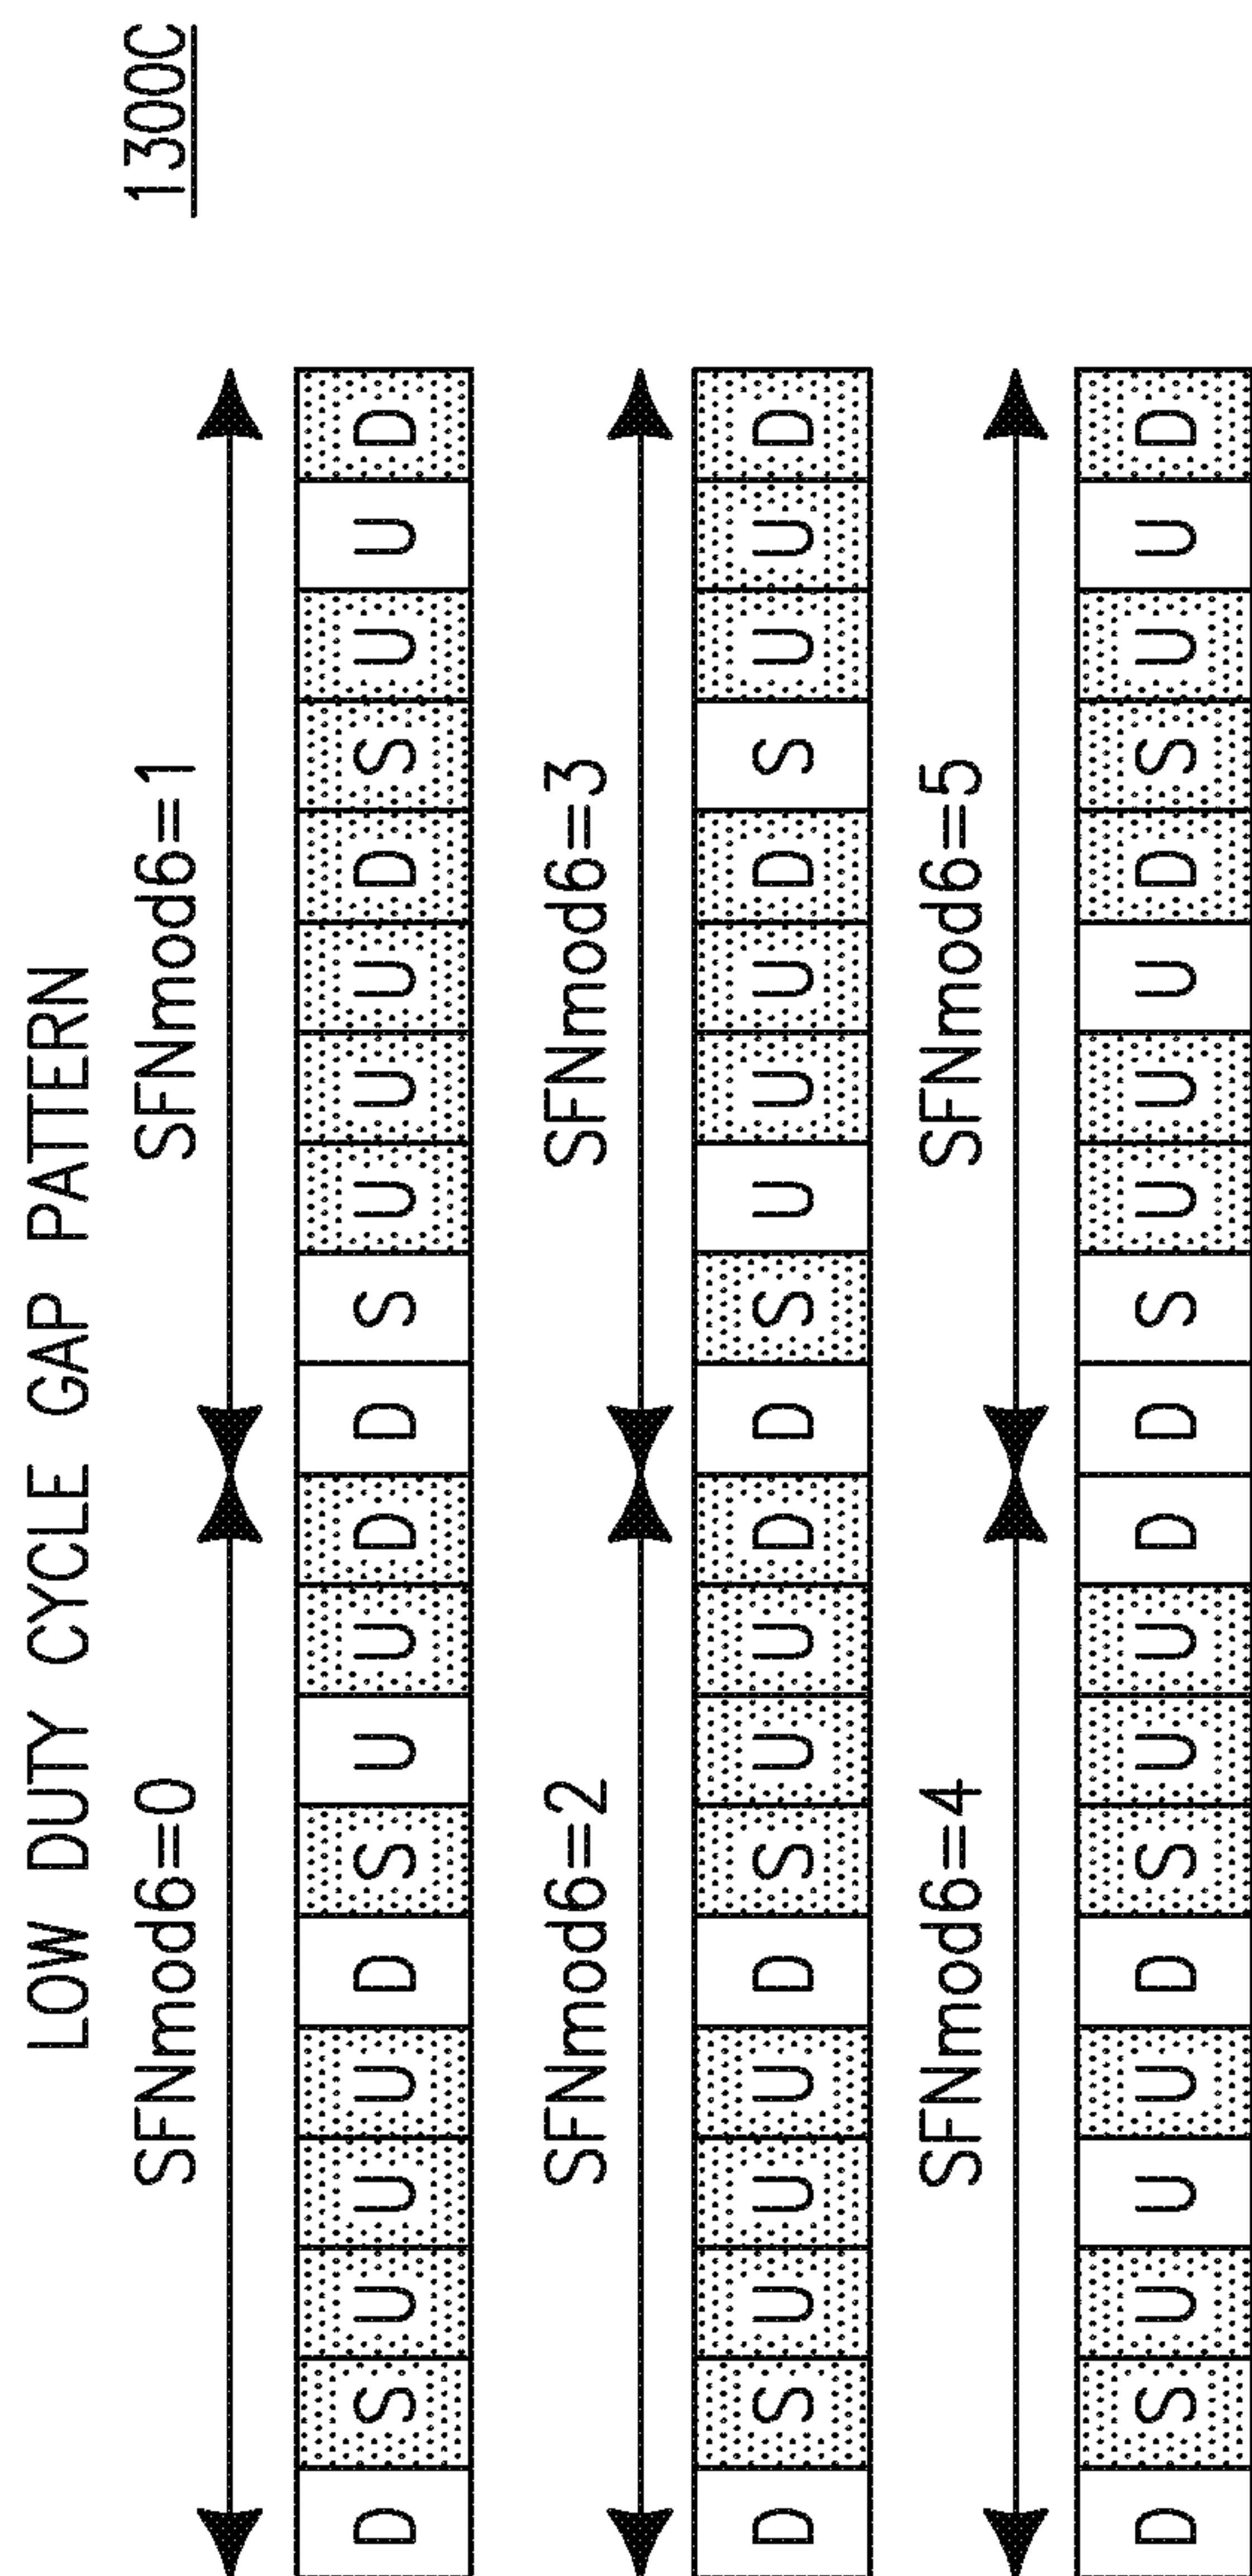 1300C
LOW DUTY CYCLE GAP PATTERN
SFNmod6=0 SFNmod6=1
D S U U U D S U U D D S U U U D S U U D
SFNmod6=2 SFNmod6=3
D S U U U D S U U D D S U U U D S U U D
SFNmod6=4 SFNmod6=5
D S U U U D S U U D D S U U U D S U U D